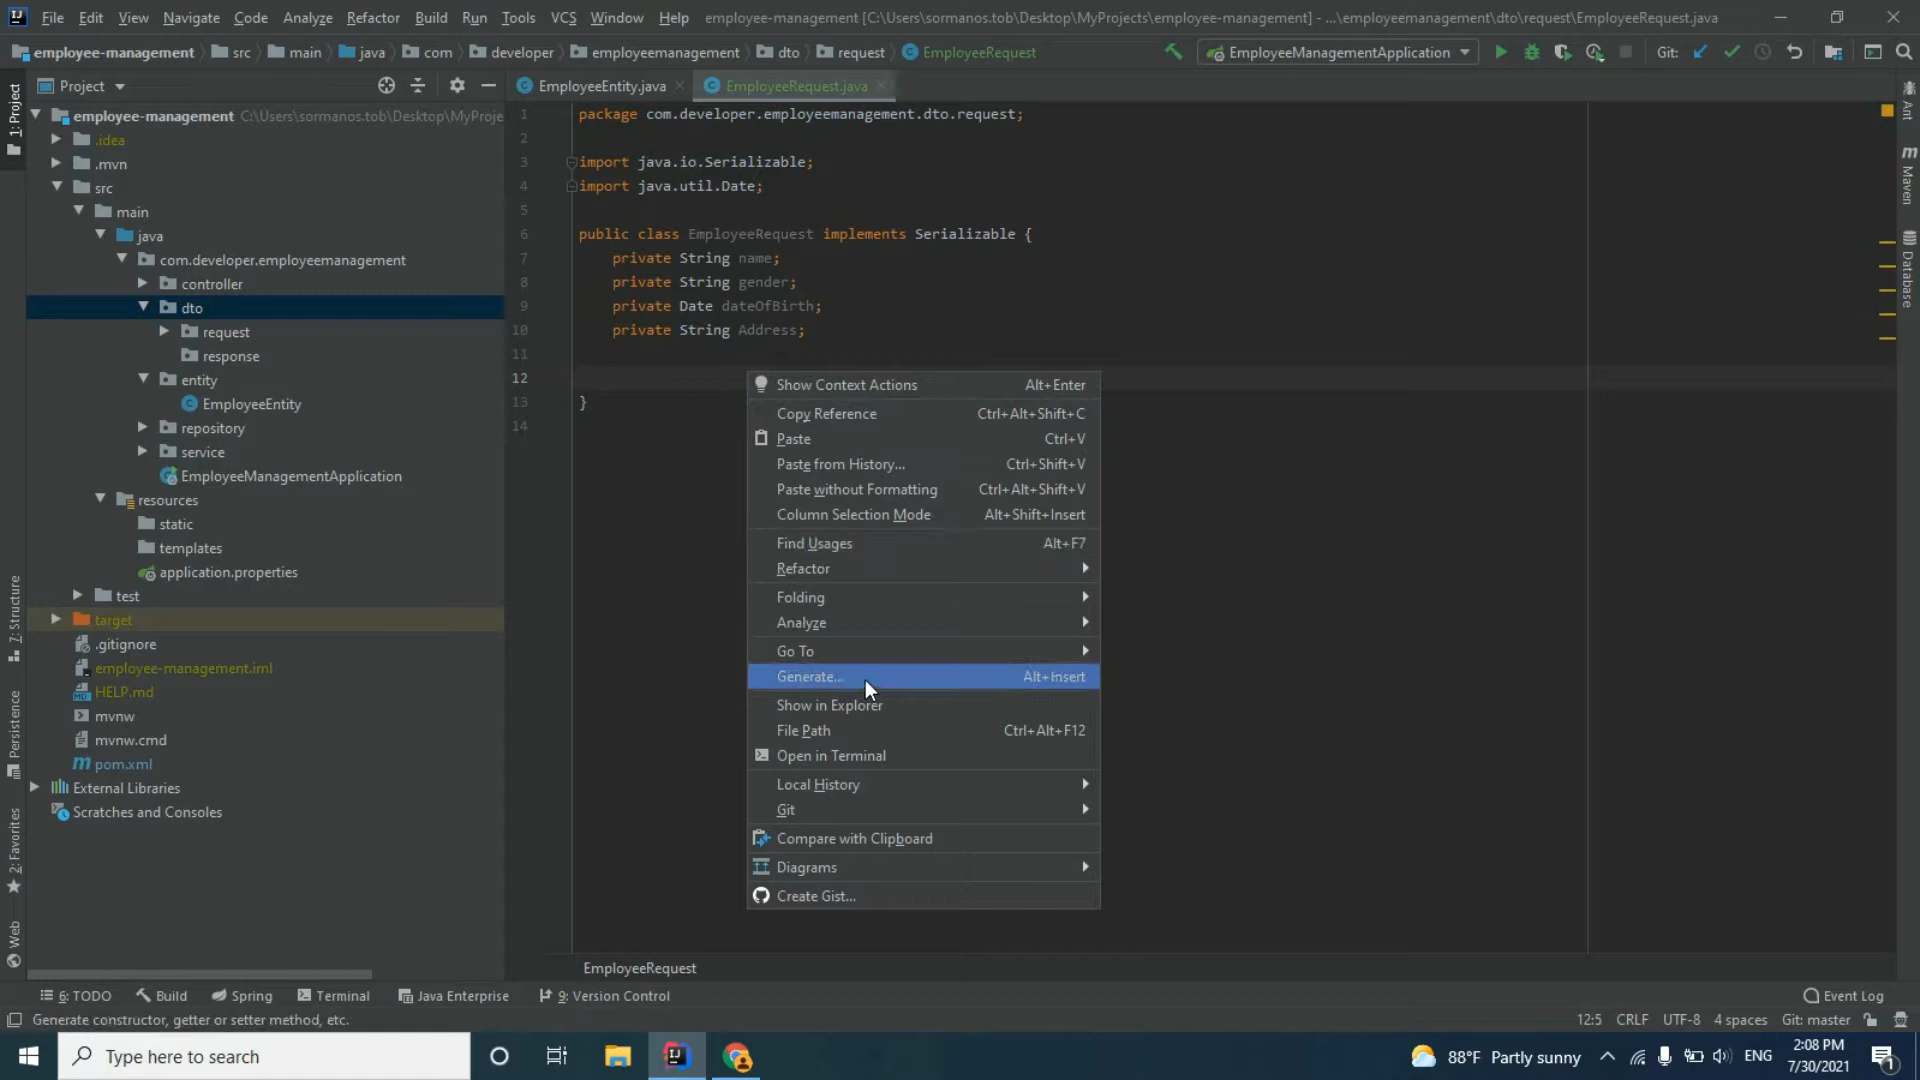 File Edit View Navigate Code Analyze Refactor Build Run Tools VCS Window Help employee-management [C:\Users\sormanos.tob\Desktop\MyProjects\employee-management] - ...\employeemanagement\dto\request\EmployeeRequest.java
employee-management src main java com developer employeemanagement dto request EmployeeRequest EmployeeManagementApplication Git:
Project EmployeeEntity.java EmployeeRequest.java
1: Project
7: Structure
Persistence
2: Favorites
Web
employee-management C:\Users\sormanos.tob\Desktop\MyProje
.idea
.mvn
src
main
java
com.developer.employeemanagement
controller
dto
request
response
entity
EmployeeEntity
repository
service
EmployeeManagementApplication
resources
static
templates
application.properties
test
target
.gitignore
employee-management.iml
HELP.md
mvnw
mvnw.cmd
pom.xml
External Libraries
Scratches and Consoles
1 package com.developer.employeemanagement.dto.request;
2
3 import java.io.Serializable;
4 import java.util.Date;
5
6 public class EmployeeRequest implements Serializable {
7 private String name;
8 private String gender;
9 private Date dateOfBirth;
10 private String Address;
11
12
13 }
14
Show Context Actions Alt+Enter
Copy Reference Ctrl+Alt+Shift+C
Paste Ctrl+V
Paste from History... Ctrl+Shift+V
Paste without Formatting Ctrl+Alt+Shift+V
Column Selection Mode Alt+Shift+Insert
Find Usages Alt+F7
Refactor
Folding
Analyze
Go To
Generate... Alt+Insert
Show in Explorer
File Path Ctrl+Alt+F12
Open in Terminal
Local History
Git
Compare with Clipboard
Diagrams
Create Gist...
Ant
Maven
Database
EmployeeRequest
6: TODO Build Spring Terminal Java Enterprise 9: Version Control Event Log
Generate constructor, getter or setter method, etc. 12:5 CRLF UTF-8 4 spaces Git: master
Type here to search 88°F Partly sunny ENG 2:08 PM
7/30/2021 1